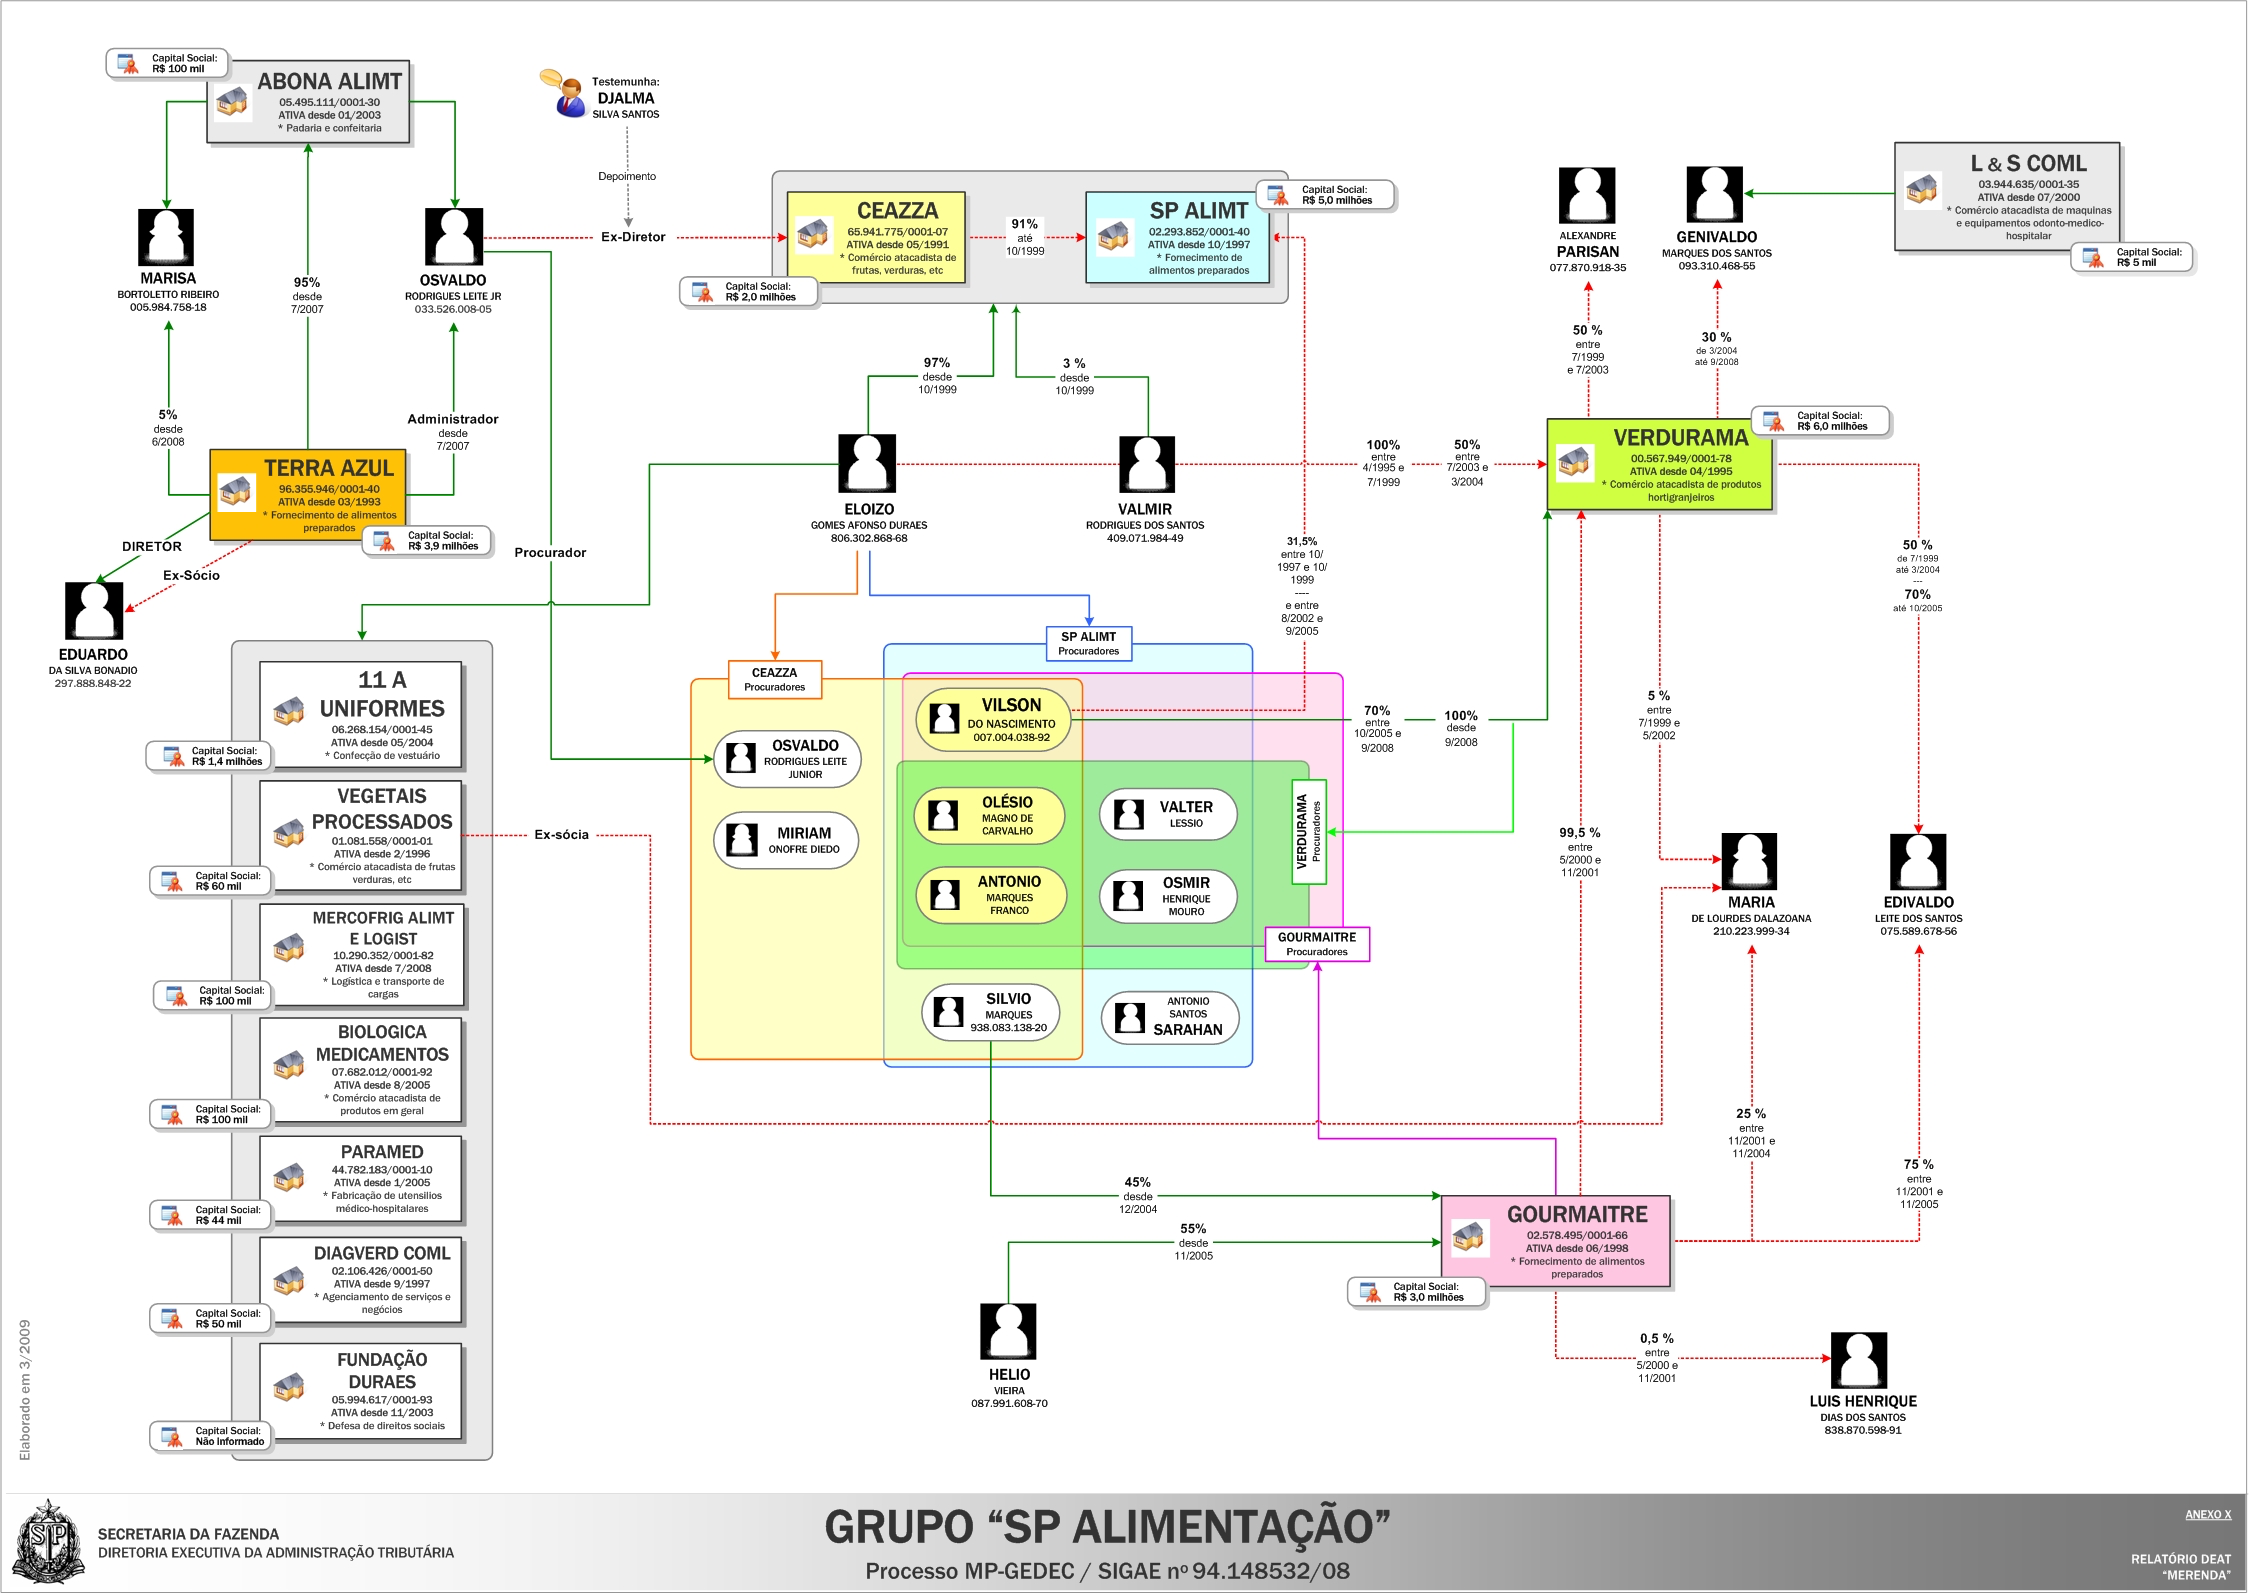 Capital Social:
R$ 100 mil
ABONA ALIMT
05.495.111/0001-30
ATIVA desde 01/2003
* Padaria e confeitaria
Testemunha:
DJALMA
SILVA SANTOS
Depoimento
MARISA
BORTOLETTO RIBEIRO
005.984.758-18
OSVALDO
RODRIGUES LEITE JR
033.526.008-05
95%
desde
7/2007
Ex-Diretor
CEAZZA
65.941.775/0001-07
ATIVA desde 05/1991
* Comércio atacadista de
frutas, verduras, etc
Capital Social:
R$ 2,0 milhões
91%
até
10/1999
SP ALIMT
02.293.852/0001-40
ATIVA desde 10/1997
* Fornecimento de
alimentos preparados
Capital Social:
R$ 5,0 milhões
ALEXANDRE
PARISAN
077.870.918-35
GENIVALDO
MARQUES DOS SANTOS
093.310.468-55
L & S COML
03.944.635/0001-35
ATIVA desde 07/2000
* Comércio atacadista de maquinas
e equipamentos odonto-medico-
hospitalar
Capital Social:
R$ 5 mil
50 %
entre
7/1999
e 7/2003
30 %
de 3/2004
até 9/2008
97%
desde
10/1999
3 %
desde
10/1999
5%
desde
6/2008
Administrador
desde
7/2007
TERRA AZUL
96.355.946/0001-40
ATIVA desde 03/1993
* Fornecimento de alimentos
preparados
Capital Social:
R$ 3,9 milhões
DIRETOR
Ex-Sócio
EDUARDO
DA SILVA BONADIO
297.888.848-22
Procurador
ELOIZO
GOMES AFONSO DURAES
806.302.868-68
VALMIR
RODRIGUES DOS SANTOS
409.071.984-49
100%
entre
4/1995 e
7/1999
50%
entre
7/2003 e
3/2004
VERDURAMA
00.567.949/0001-78
ATIVA desde 04/1995
* Comércio atacadista de produtos
hortigranjeiros
Capital Social:
R$ 6,0 milhões
31,5%
entre 10/
1997 e 10/
1999
----
e entre
8/2002 e
9/2005
50 %
de 7/1999
até 3/2004
---
70%
até 10/2005
11 A
UNIFORMES
06.268.154/0001-45
ATIVA desde 05/2004
* Confecção de vestuário
Capital Social:
R$ 1,4 milhões
VEGETAIS
PROCESSADOS
01.081.558/0001-01
ATIVA desde 2/1996
* Comércio atacadista de frutas
verduras, etc
Capital Social:
R$ 60 mil
Ex-sócia
MERCOFRIG ALIMT
E LOGIST
10.290.352/0001-82
ATIVA desde 7/2008
* Logística e transporte de
cargas
Capital Social:
R$ 100 mil
BIOLOGICA
MEDICAMENTOS
07.682.012/0001-92
ATIVA desde 8/2005
* Comércio atacadista de
produtos em geral
Capital Social:
R$ 100 mil
PARAMED
44.782.183/0001-10
ATIVA desde 1/2005
* Fabricação de utensílios
médico-hospitalares
Capital Social:
R$ 44 mil
DIAGVERD COML
02.106.426/0001-50
ATIVA desde 9/1997
* Agenciamento de serviços e
negócios
Capital Social:
R$ 50 mil
FUNDAÇÃO
DURAES
05.994.617/0001-93
ATIVA desde 11/2003
* Defesa de direitos sociais
Capital Social:
Não Informado
SP ALIMT
Procuradores
CEAZZA
Procuradores
VILSON
DO NASCIMENTO
007.004.038-92
OSVALDO
RODRIGUES LEITE
JUNIOR
MIRIAM
ONOFRE DIEDO
OLÉSIO
MAGNO DE
CARVALHO
VALTER
LESSIO
ANTONIO
MARQUES
FRANCO
OSMIR
HENRIQUE
MOURO
VERDURAMA
Procuradores
GOURMAITRE
Procuradores
SILVIO
MARQUES
938.083.138-20
ANTONIO
SANTOS
SARAHAN
70%
entre
10/2005 e
9/2008
100%
desde
9/2008
5 %
entre
7/1999 e
5/2002
99,5 %
entre
5/2000 e
11/2001
MARIA
DE LOURDES DALAZOANA
210.223.999-34
EDIVALDO
LEITE DOS SANTOS
075.589.678-56
25 %
entre
11/2001 e
11/2004
75 %
entre
11/2001 e
11/2005
45%
desde
12/2004
55%
desde
11/2005
GOURMAITRE
02.578.495/0001-66
ATIVA desde 06/1998
* Fornecimento de alimentos
preparados
Capital Social:
R$ 3,0 milhões
HELIO
VIEIRA
087.991.608-70
0,5 %
entre
5/2000 e
11/2001
LUIS HENRIQUE
DIAS DOS SANTOS
838.870.598-91
Elaborado em 3/2009
SP
SECRETARIA DA FAZENDA
DIRETORIA EXECUTIVA DA ADMINISTRAÇÃO TRIBUTÁRIA
GRUPO “SP ALIMENTAÇÃO”
Processo MP-GEDEC / SIGAE nº 94.148532/08
ANEXO X
RELATÓRIO DEAT
“MERENDA”